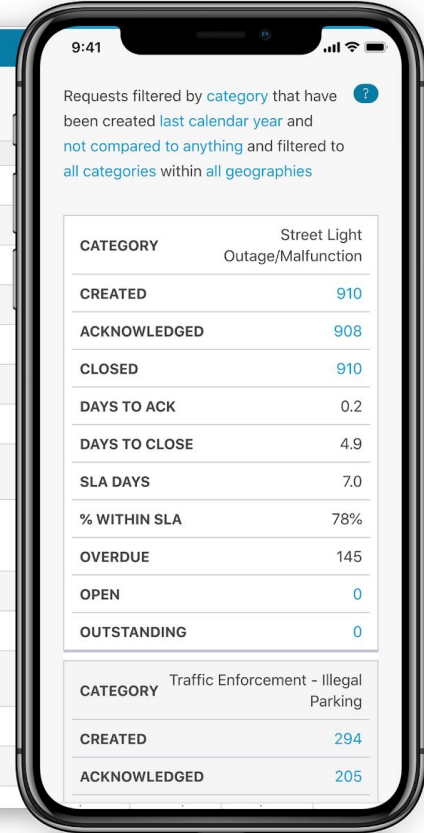 9:41
Requests filtered by category that have ?
been created last calendar year and
not compared to anything and filtered to
all categories within all geographies
CATEGORY Street Light
Outage/Malfunction
CREATED 910
ACKNOWLEDGED 908
CLOSED 910
DAYS TO ACK 0.2
DAYS TO CLOSE 4.9
SLA DAYS 7.0
% WITHIN SLA 78%
OVERDUE 145
OPEN 0
OUTSTANDING 0
CATEGORY Traffic Enforcement - Illegal
Parking
CREATED 294
ACKNOWLEDGED 205